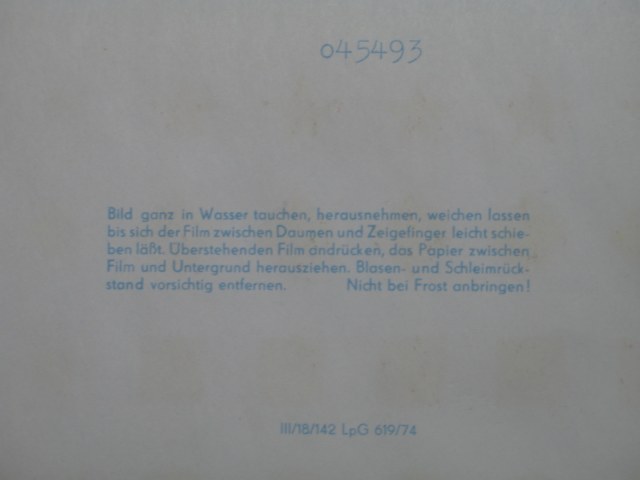 045493
Bild ganz in Wasser tauchen, herausnehmen, weichen lassen
bis sich der Film zwischen Daumen und Zeigefinger leicht schie-
ben läßt. Überstehenden Film andrücken, das Papier zwischen
Film und Untergrund herausziehen. Blasen- und Schleimrück-
stand vorsichtig entfernen. Nicht bei Frost anbringen!
III/18/142 LpG 619/74